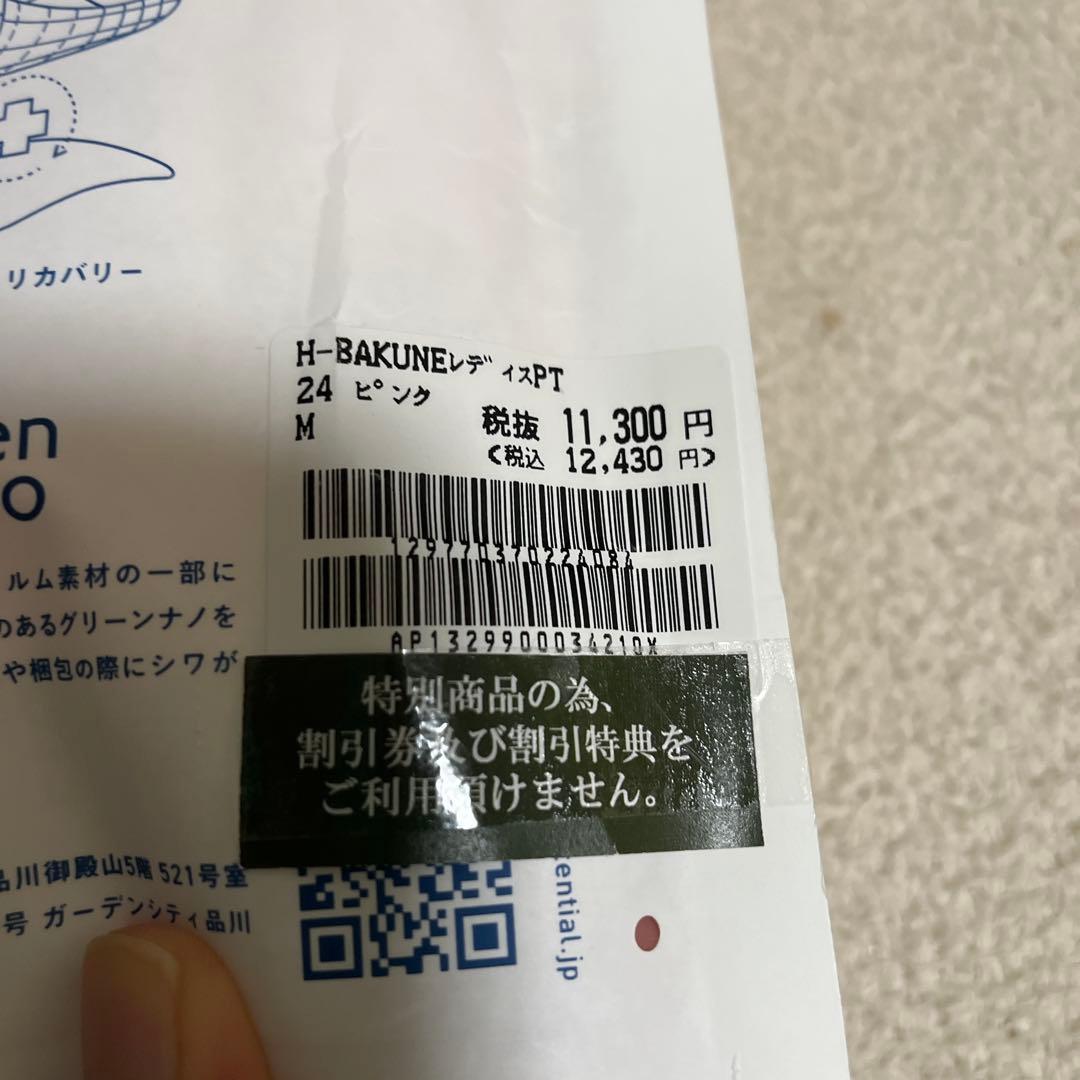 リカバリー
H-BAKUNEレディスPT
24 ピンク
M
税抜 11,300 円
(税込 12,430 円)
AP13299000034210X
特別商品の為、
割引券及び割引特典を
ご利用頂けません。
en
o
ルム素材の一部に
のあるグリーンナノを
や梱包の際にシワが
品川御殿山5階 521号室
号 ガーデンシティ品川
ential.jp